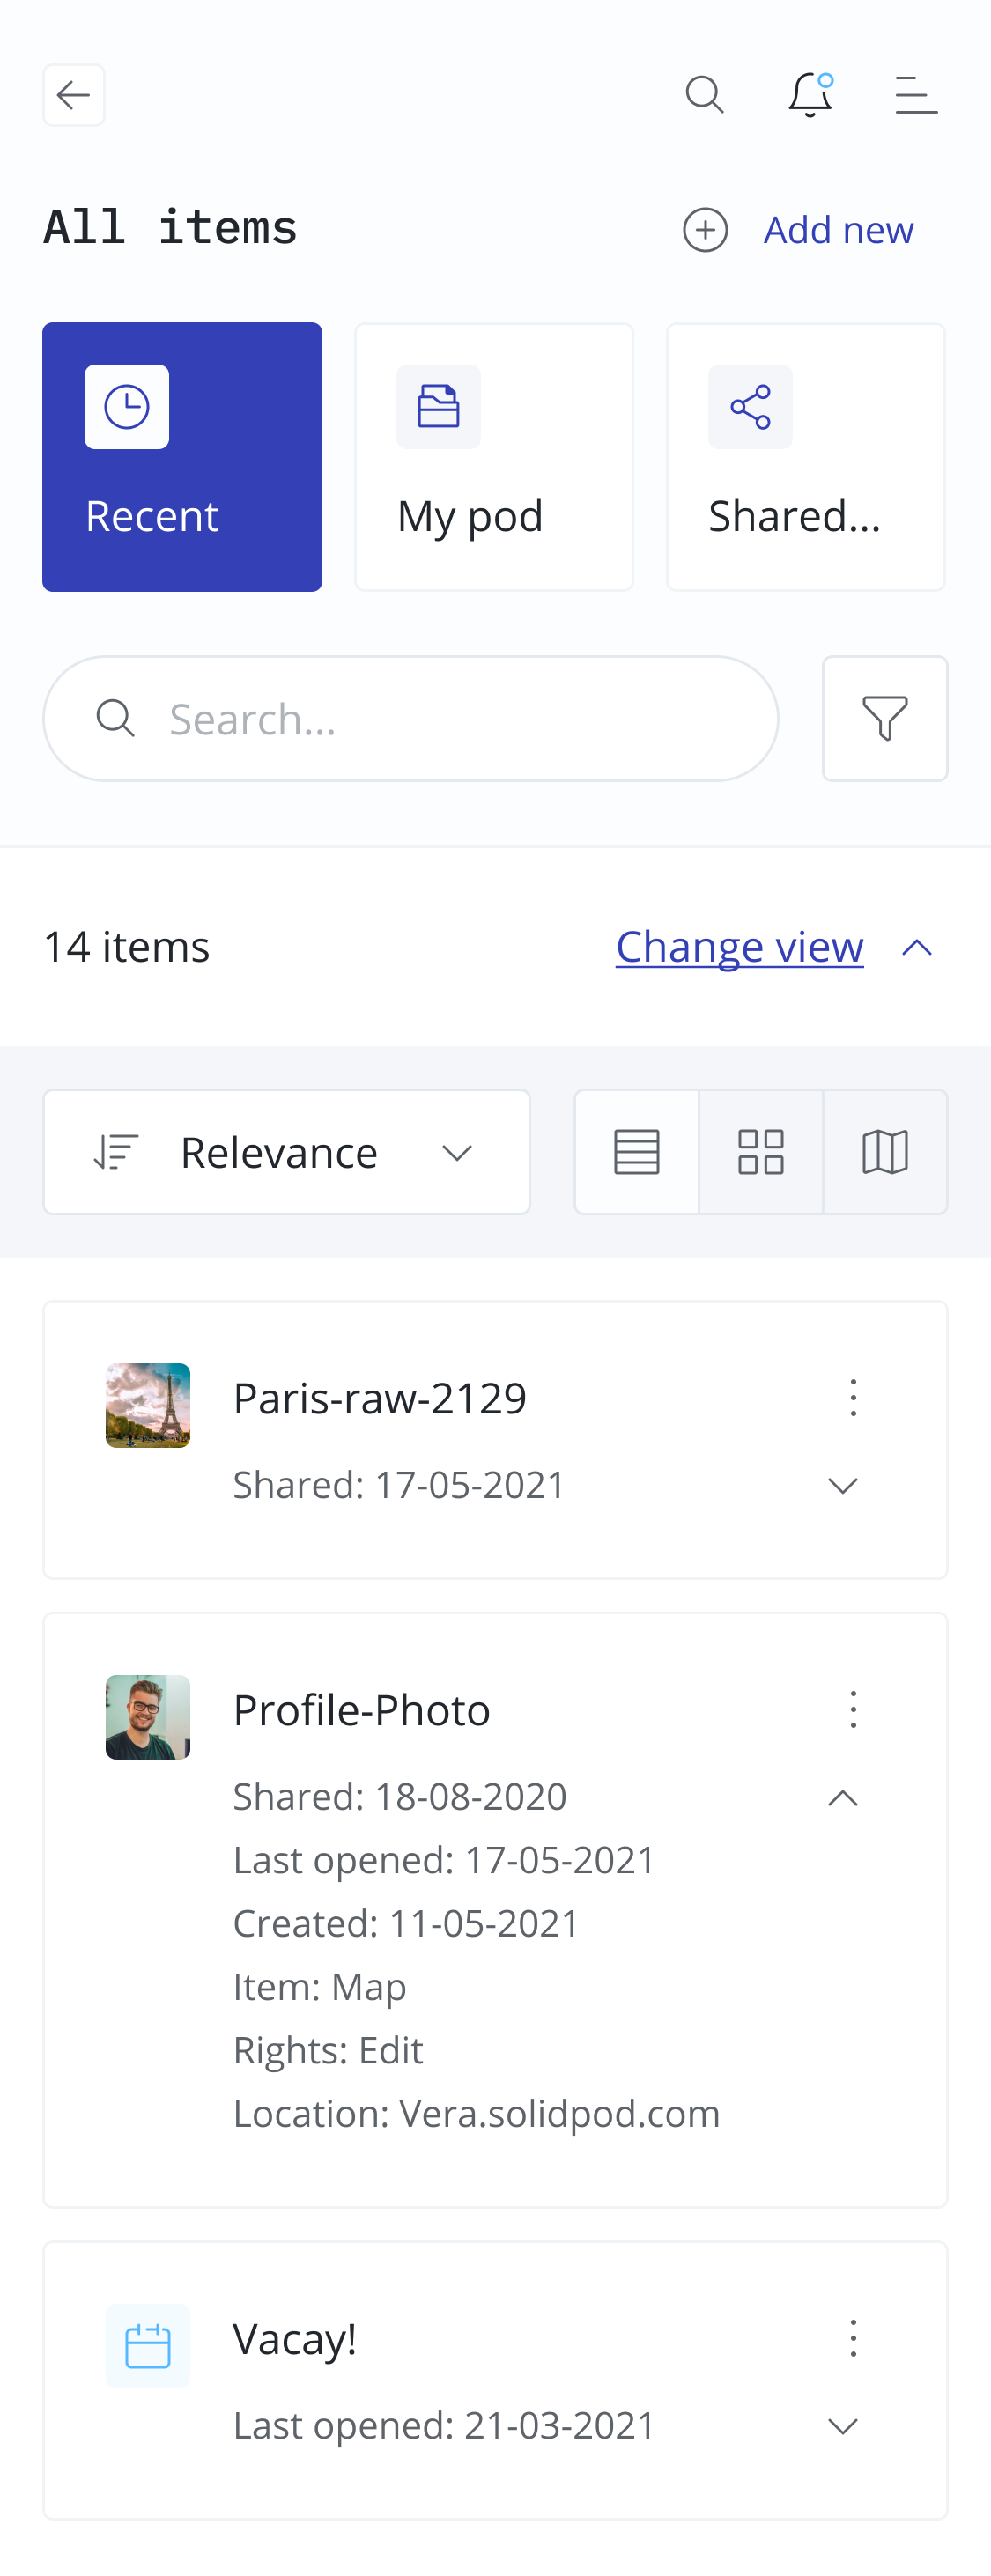 All items
Add new
Recent
My pod
Shared...
Search...
14 items
Change view
Relevance
Paris-raw-2129
Shared: 17-05-2021
Profile-Photo
Shared: 18-08-2020
Last opened: 17-05-2021
Created: 11-05-2021
Item: Map
Rights: Edit
Location: Vera.solidpod.com
Vacay!
Last opened: 21-03-2021